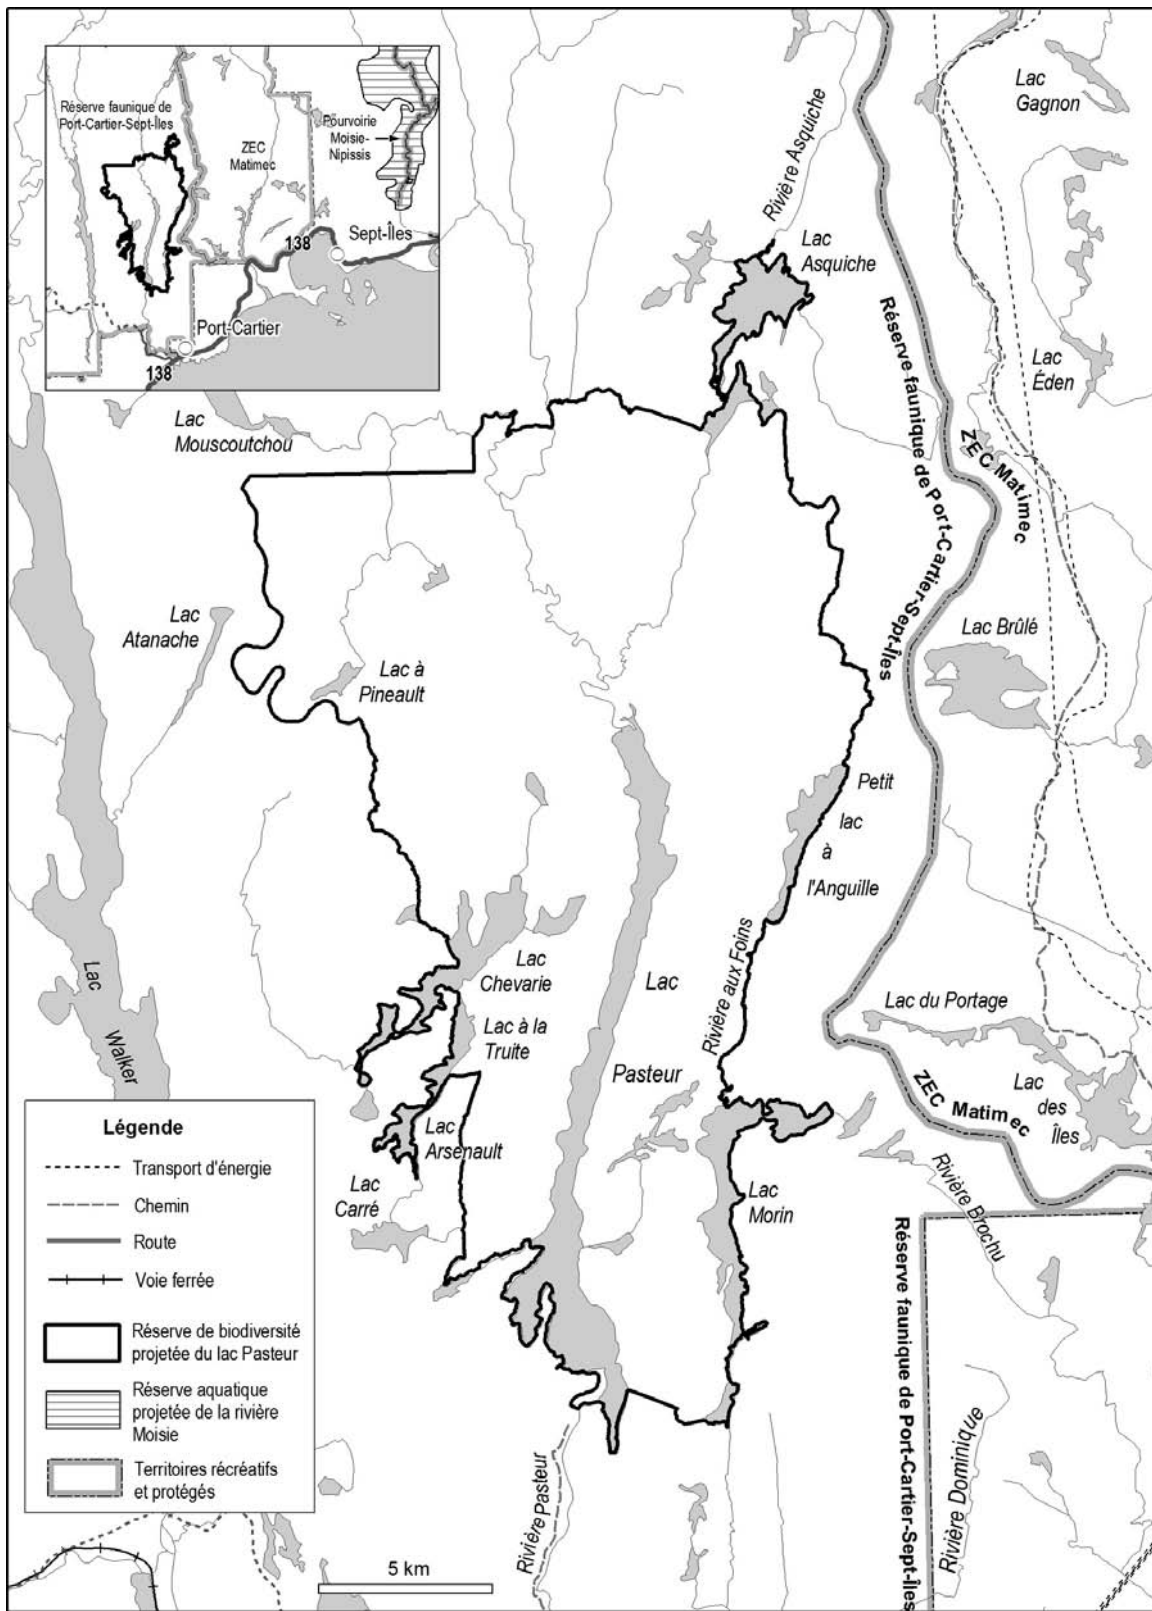 Réserve faunique de
Port-Cartier-Sept-Îles
ZEC
Matimec
Pourvoirie
Moisie-
Nipissis
138
Sept-Îles
Port-Cartier
138
Lac
Gagnon
Rivière Asquiche
Lac
Asquiche
Lac
Éden
Lac
Mouscoutchou
Réserve faunique de Port-Cartier-Sept-Îles
ZEC Matimec
Lac
Atanache
Lac à
Pineault
Lac Brûlé
Petit
lac
à
l'Anguille
Rivière aux Foins
Lac
Chevarie
Lac
Pasteur
Lac à la
Truite
Lac
Walker
Lac du Portage
Lac
des
Îles
ZEC Matimec
Lac
Arsenault
Lac
Carré
Lac
Morin
Rivière Brochu
Réserve faunique de Port-Cartier-Sept-Îles
Rivière Dominique
Rivière Pasteur
Légende
Transport d'énergie
Chemin
Route
Voie ferrée
Réserve de biodiversité
projetée du lac Pasteur
Réserve aquatique
projetée de la rivière
Moisie
Territoires récréatifs
et protégés
5 km